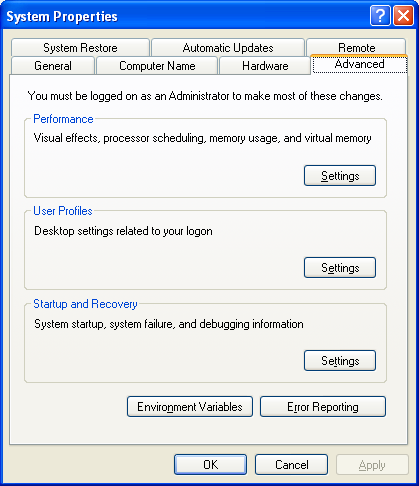 System Properties
System Restore
Automatic Updates
Remote
General
Computer Name
Hardware
Advanced
You must be logged on as an Administrator to make most of these changes.
Performance
Visual effects, processor scheduling, memory usage, and virtual memory
Settings
User Profiles
Desktop settings related to your logon
Settings
Startup and Recovery
System startup, system failure, and debugging information
Settings
Environment Variables
Error Reporting
OK
Cancel
Apply